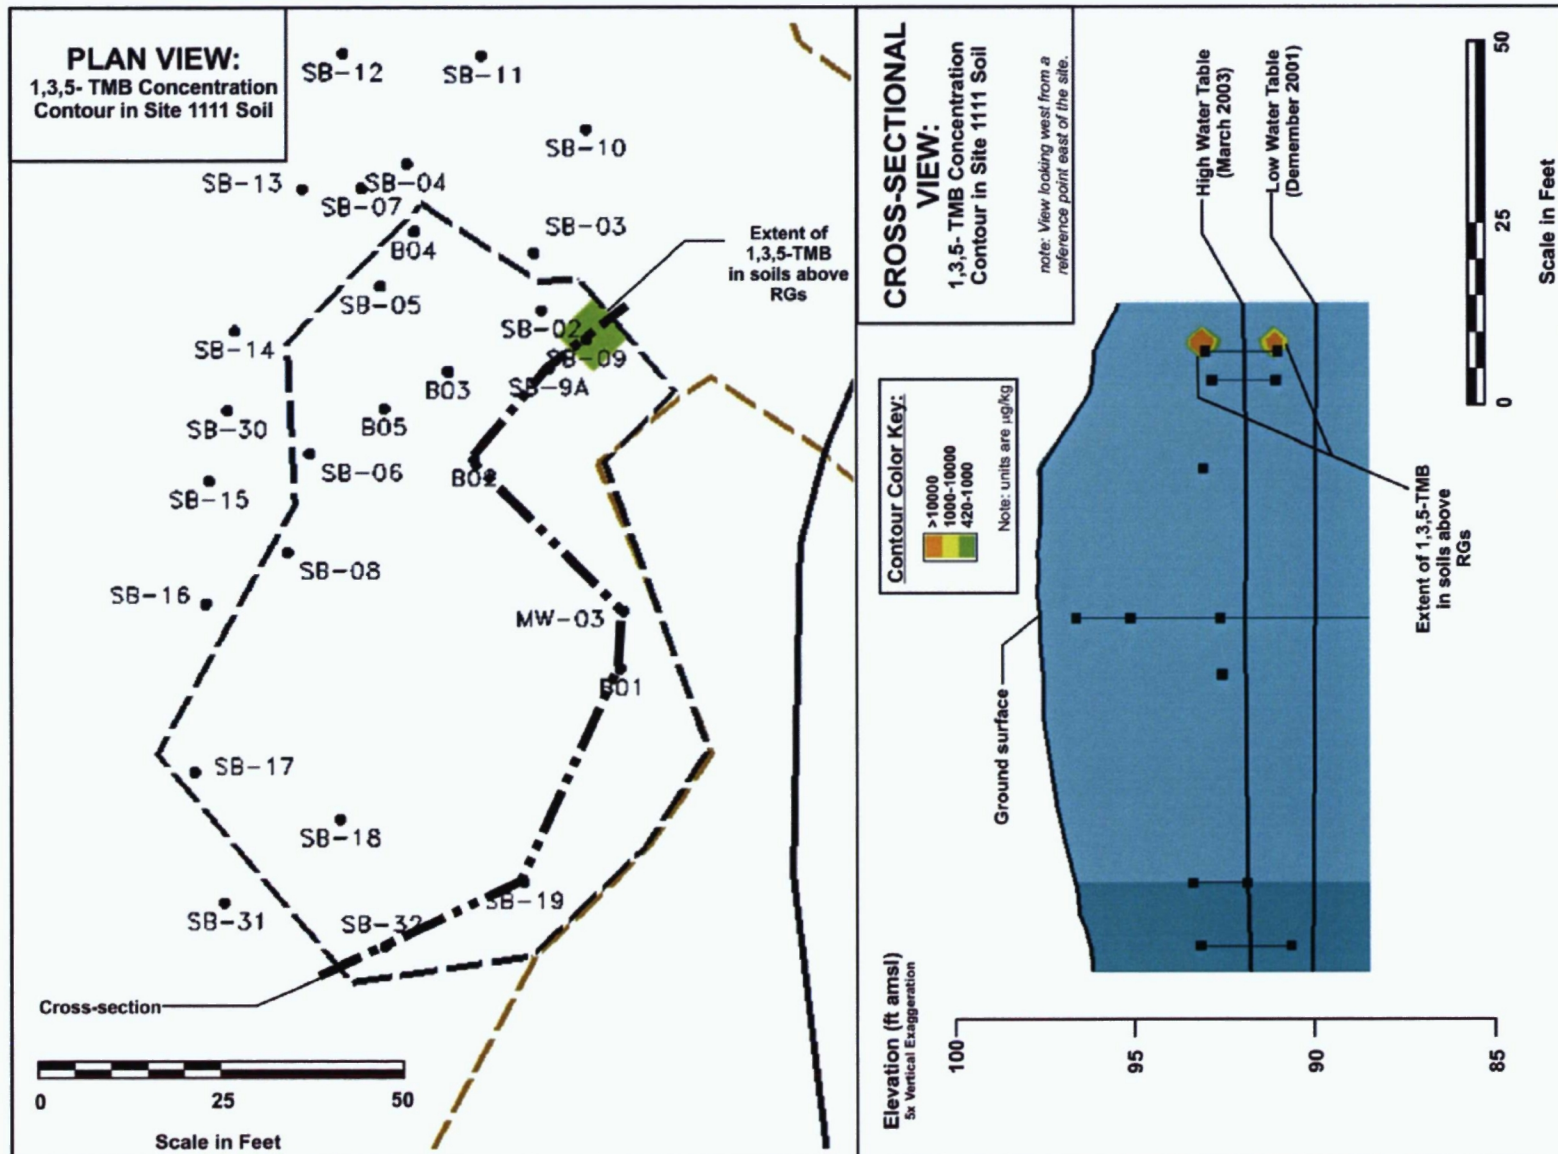 PLAN VIEW:
1,3,5- TMB Concentration
Contour in Site 1111 Soil
SB-12
SB-11
SB-10
SB-13
SB-04
SB-07
SB-03
B04
Extent of
1,3,5-TMB
in soils above
RGs
SB-05
SB-02
SB-14
SB-09
SB-9A
B03
SB-30
B05
SB-06
B02
SB-15
SB-08
SB-16
MW-03
B01
SB-17
SB-18
SB-19
SB-31
SB-32
Cross-section
0
25
50
Scale in Feet
CROSS-SECTIONAL
VIEW:
1,3,5- TMB Concentration
Contour in Site 1111 Soil
note: View looking west from a
reference point east of the site.
High Water Table
(March 2003)
Low Water Table
(Demember 2001)
50
25
0
Scale in Feet
Contour Color Key:
>10000
1000-10000
420-1000
Note: units are µg/kg
Extent of 1,3,5-TMB
in soils above
RGs
Ground surface
Elevation (ft amsl)
5x Vertical Exaggeration
100
95
90
85